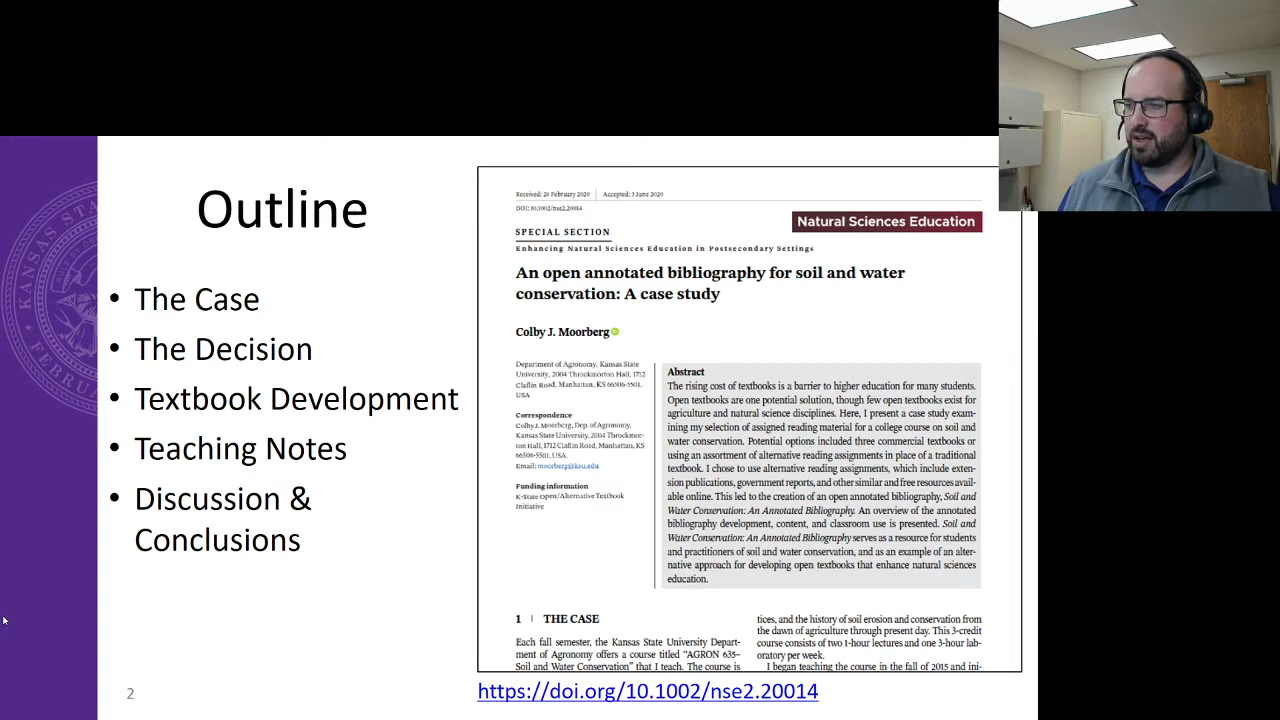 Outline
• The Case
• The Decision
• Textbook Development
• Teaching Notes
• Discussion &
Conclusions
2
KANSAS STA
FEBRUA
Received: 20 February 2020 | Accepted: 3 June 2020
DOI: 10.1002/nse2.20014
Natural Sciences Education
SPECIAL SECTION
Enhancing Natural Sciences Education in Postsecondary Settings
An open annotated bibliography for soil and water
conservation: A case study
Colby J. Moorberg
Department of Agronomy, Kansas State
University, 2004 Throckmorton Hall, 1712
Claflin Road, Manhattan, KS 66506-5501,
USA
Correspondence
Colby J. Moorberg, Dep. of Agronomy,
Kansas State University, 2004 Throckmor-
ton Hall, 1712 Claflin Road, Manhattan, KS
66506-5501, USA.
Email: moorberg@ksu.edu
Funding information
K-State Open/Alternative Textbook
Initiative
Abstract
The rising cost of textbooks is a barrier to higher education for many students.
Open textbooks are one potential solution, though few open textbooks exist for
agriculture and natural science disciplines. Here, I present a case study exam-
ining my selection of assigned reading material for a college course on soil and
water conservation. Potential options included three commercial textbooks or
using an assortment of alternative reading assignments in place of a traditional
textbook. I chose to use alternative reading assignments, which include exten-
sion publications, government reports, and other similar and free resources avail-
able online. This led to the creation of an open annotated bibliography, Soil and
Water Conservation: An Annotated Bibliography. An overview of the annotated
bibliography development, content, and classroom use is presented. Soil and
Water Conservation: An Annotated Bibliography serves as a resource for students
and practitioners of soil and water conservation, and as an example of an alter-
native approach for developing open textbooks that enhance natural sciences
education.
1 | THE CASE
Each fall semester, the Kansas State University Depart-
ment of Agronomy offers a course titled “AGRON 635–
Soil and Water Conservation” that I teach. The course is
tices, and the history of soil erosion and conservation from
the dawn of agriculture through present day. This 3-credit
course consists of two 1-hour lectures and one 3-hour lab-
oratory per week.
I began teaching the course in the fall of 2015 and ini-
https://doi.org/10.1002/nse2.20014